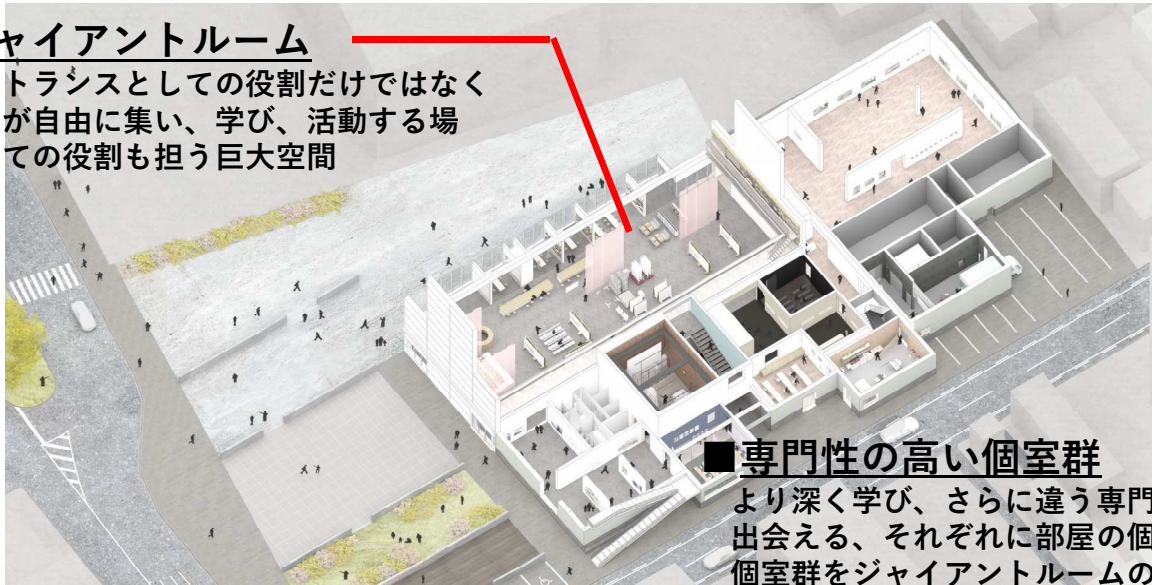 ャイアントルーム
トランスとしての役割だけではなく
が自由に集い、学び、活動する場
ての役割も担う巨大空間
■専門性の高い個室群
より深く学び、さらに違う専門
出会える、それぞれに部屋の個
個室群をジャイアントルームの